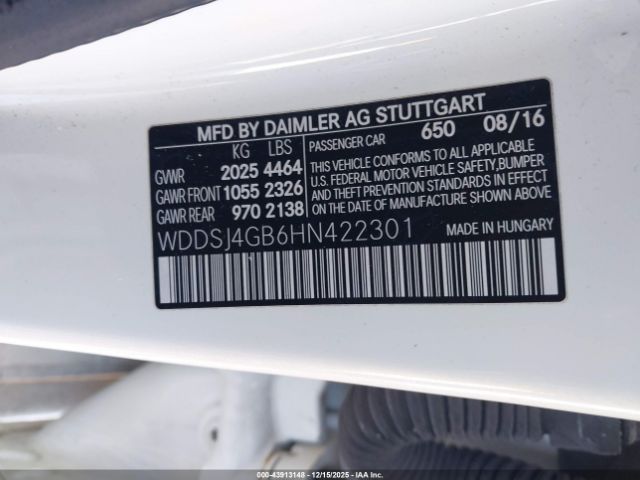 MFD BY DAIMLER AG STUTTGART
KG LBS PASSENGER CAR 650 08/16
GVWR 2025 4464
GAWR FRONT 1055 2326
GAWR REAR 970 2138
THIS VEHICLE CONFORMS TO ALL APPLICABLE
U.S. FEDERAL MOTOR VEHICLE SAFETY, BUMPER
AND THEFT PREVENTION STANDARDS IN EFFECT
ON THE DATE OF MANUFACTURE SHOWN ABOVE.
WDDSJ4GB6HN422301 MADE IN HUNGARY
000-43913148 - 12/15/2025 - IAAI.COM